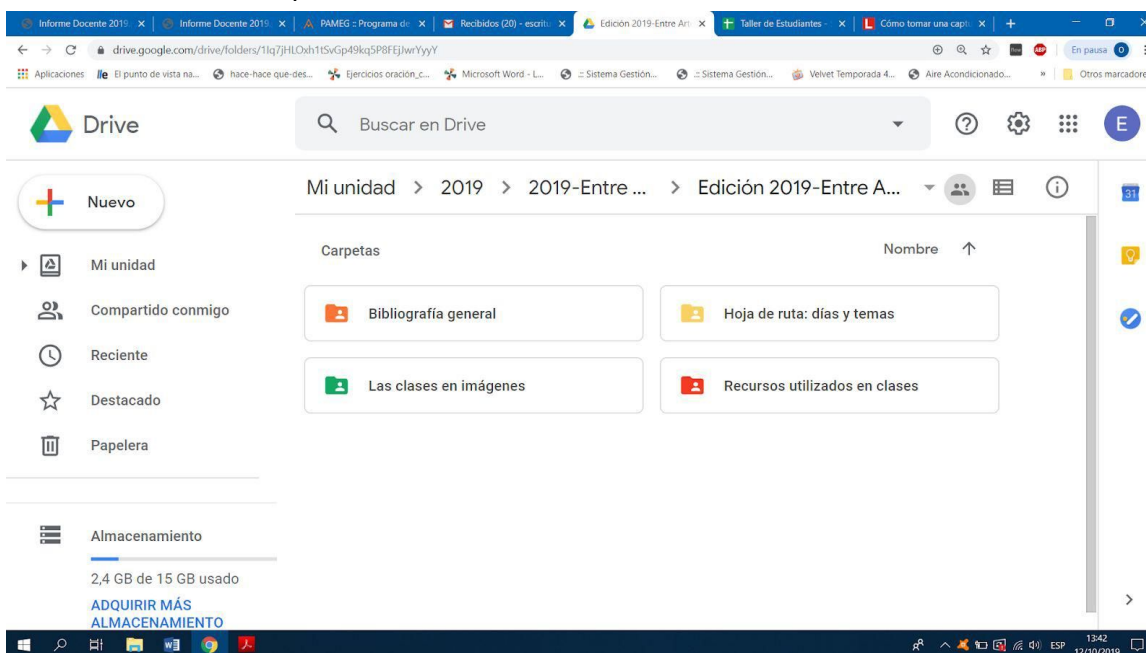 Informe Docente 2019 Informe Docente 2019 PAMEG :: Programa de Recibidos (20) - escritu Edición 2019-Entre Art Taller de Estudiantes - Cómo tomar una captu
drive.google.com/drive/folders/ En pausa O
Aplicaciones El punto de vista na... hace-hace que-des... Ejercicios oración_c... Microsoft Word - L... .:: Sistema Gestión... .:: Sistema Gestión... Velvet Temporada 4... Aire Acondicionado... » Otros marcadores
Drive Buscar en Drive E
Mi unidad > 2019 > 2019-Entre ... > Edición 2019-Entre A...
Nuevo
31
Carpetas Nombre
Mi unidad
Compartido conmigo
Reciente
Destacado
Papelera
Bibliografía general Hoja de ruta: días y temas
Las clases en imágenes Recursos utilizados en clases
Almacenamiento
2,4 GB de 15 GB usado
ADQUIRIR MÁS
ALMACENAMIENTO
ESP 13:42
12/10/2019